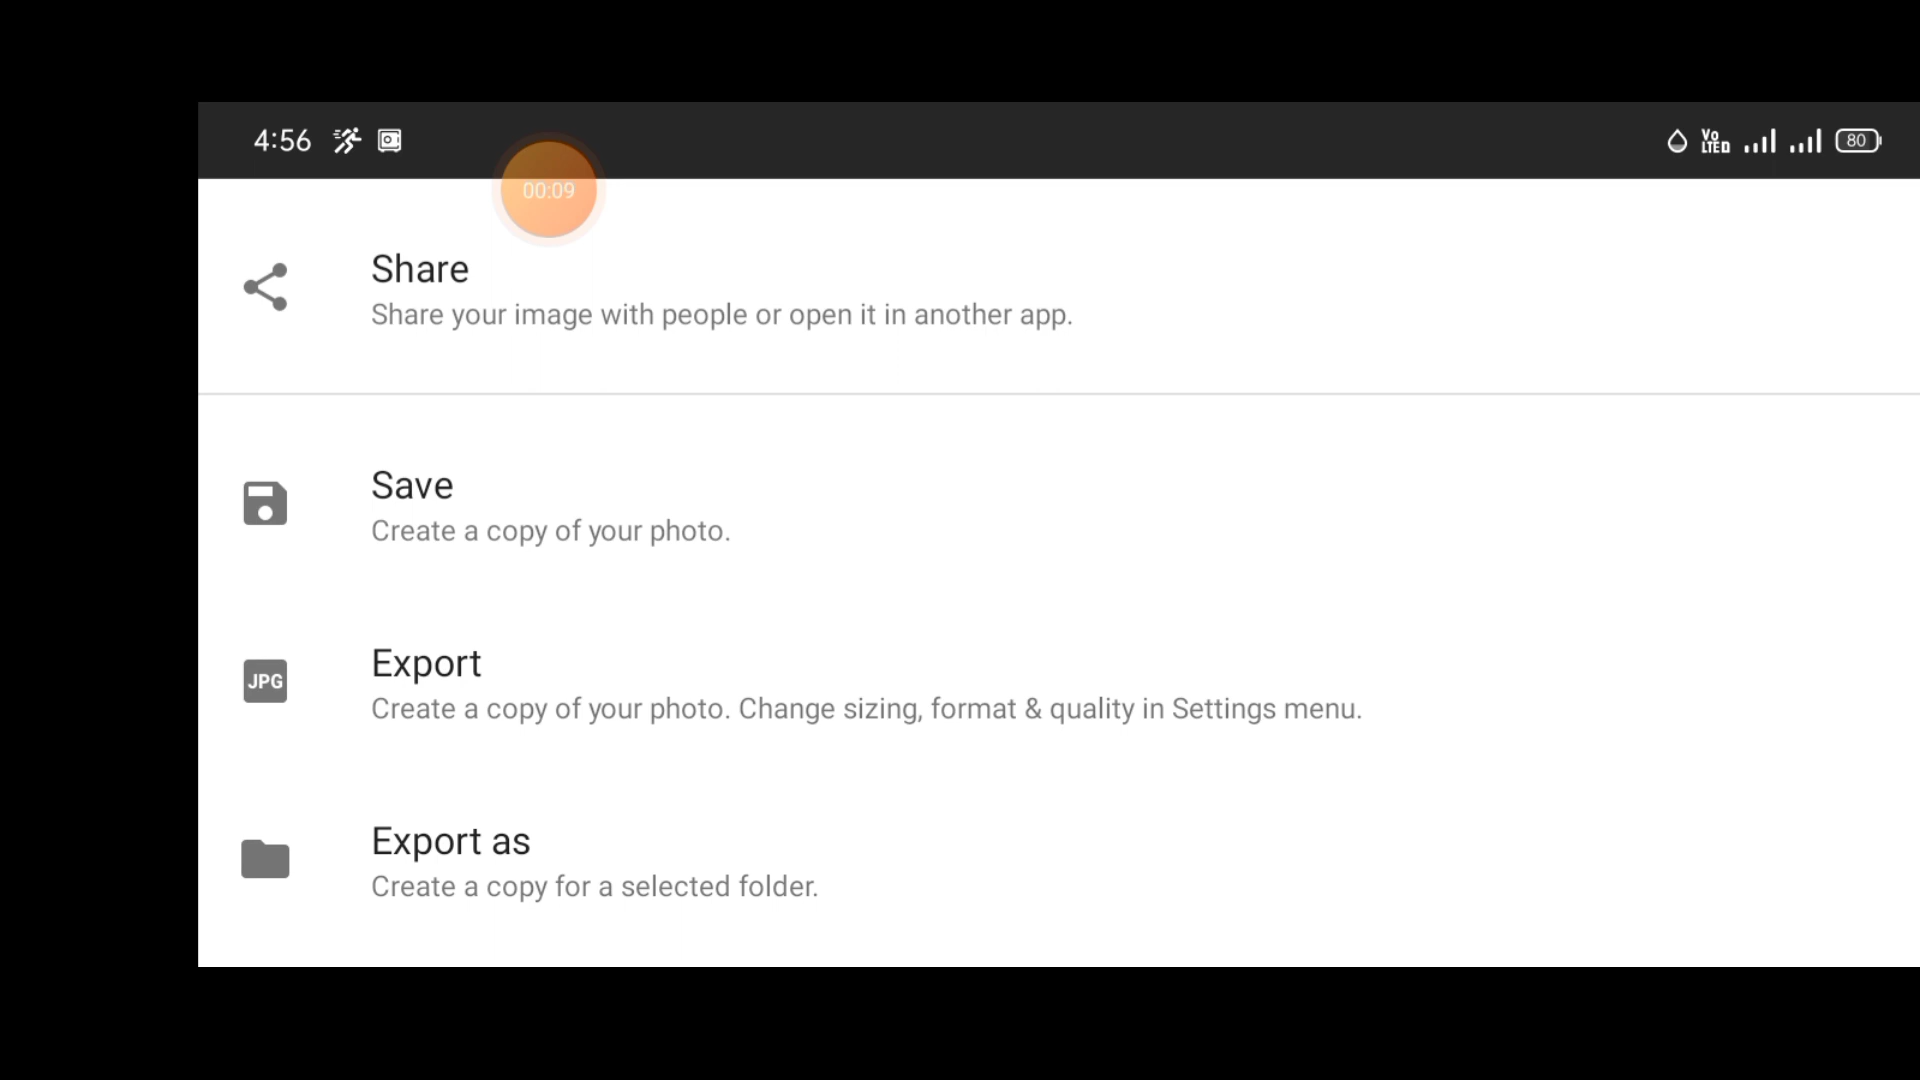 4:56
Vo
LTE
80
00:09
Share
Share your image with people or open it in another app.
Save
Create a copy of your photo.
JPG
Export
Create a copy of your photo. Change sizing, format & quality in Settings menu.
Export as
Create a copy for a selected folder.